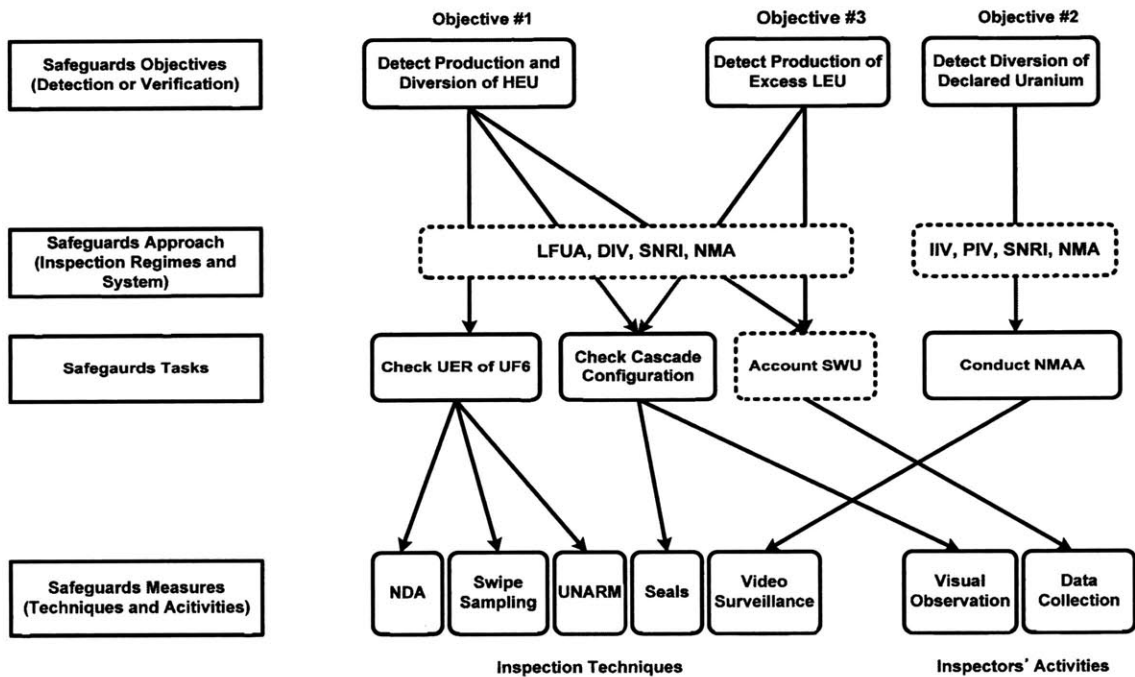 Objective #1
Objective #3
Objective #2
Safeguards Objectives
(Detection or Verification)
Detect Production and
Diversion of HEU
Detect Production of
Excess LEU
Detect Diversion of
Declared Uranium
Safeguards Approach
(Inspection Regimes and
System)
LFUA, DIV, SNRI, NMA
IIV, PIV, SNRI, NMA
Safegaurds Tasks
Check UER of UF6
Check Cascade
Configuration
Account SWU
Conduct NMAA
Safeguards Measures
(Techniques and Acitivities)
NDA
Swipe
Sampling
UNARM
Seals
Video
Surveillance
Visual
Observation
Data
Collection
Inspection Techniques
Inspectors' Activities